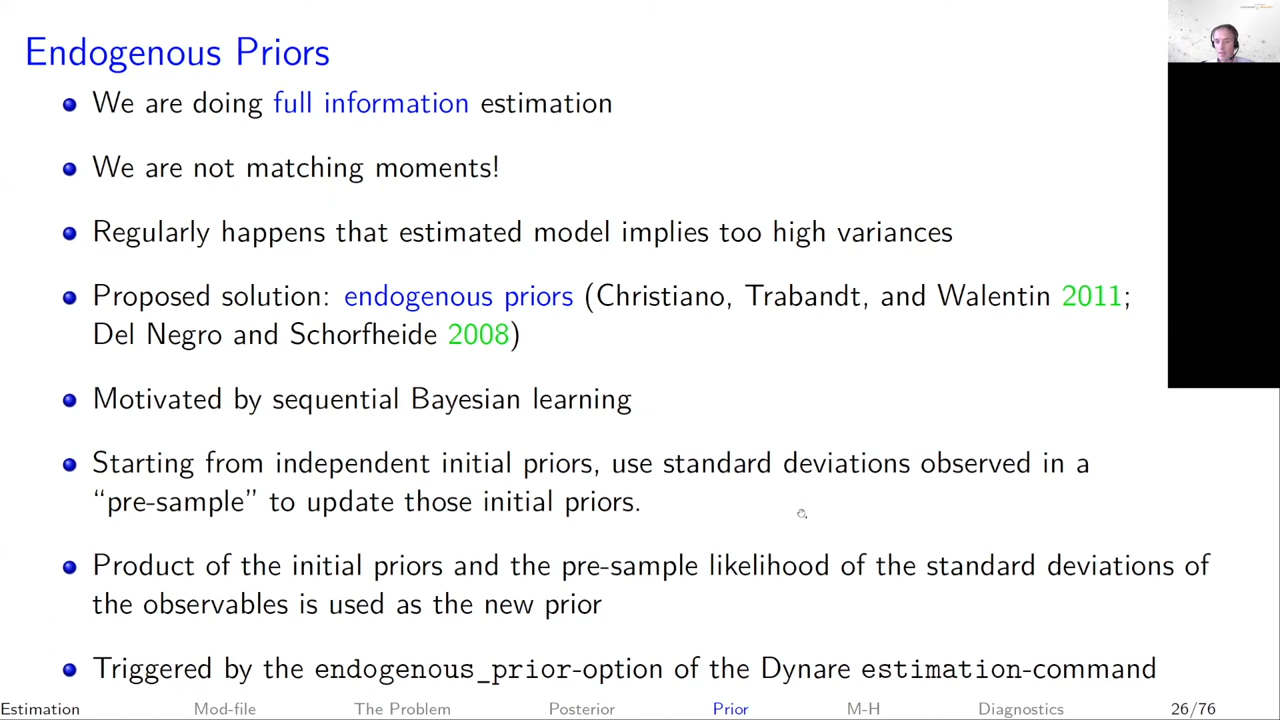 Endogenous Priors
We are doing full information estimation
We are not matching moments!
Regularly happens that estimated model implies too high variances
Proposed solution: endogenous priors (Christiano, Trabandt, and Walentin 2011;
Del Negro and Schorfheide 2008)
Motivated by sequential Bayesian learning
Starting from independent initial priors, use standard deviations observed in a
“pre-sample” to update those initial priors.
Product of the initial priors and the pre-sample likelihood of the standard deviations of
the observables is used as the new prior
Triggered by the endogenous_prior-option of the Dynare estimation-command
Estimation Mod-file The Problem Posterior Prior M-H Diagnostics 26/76